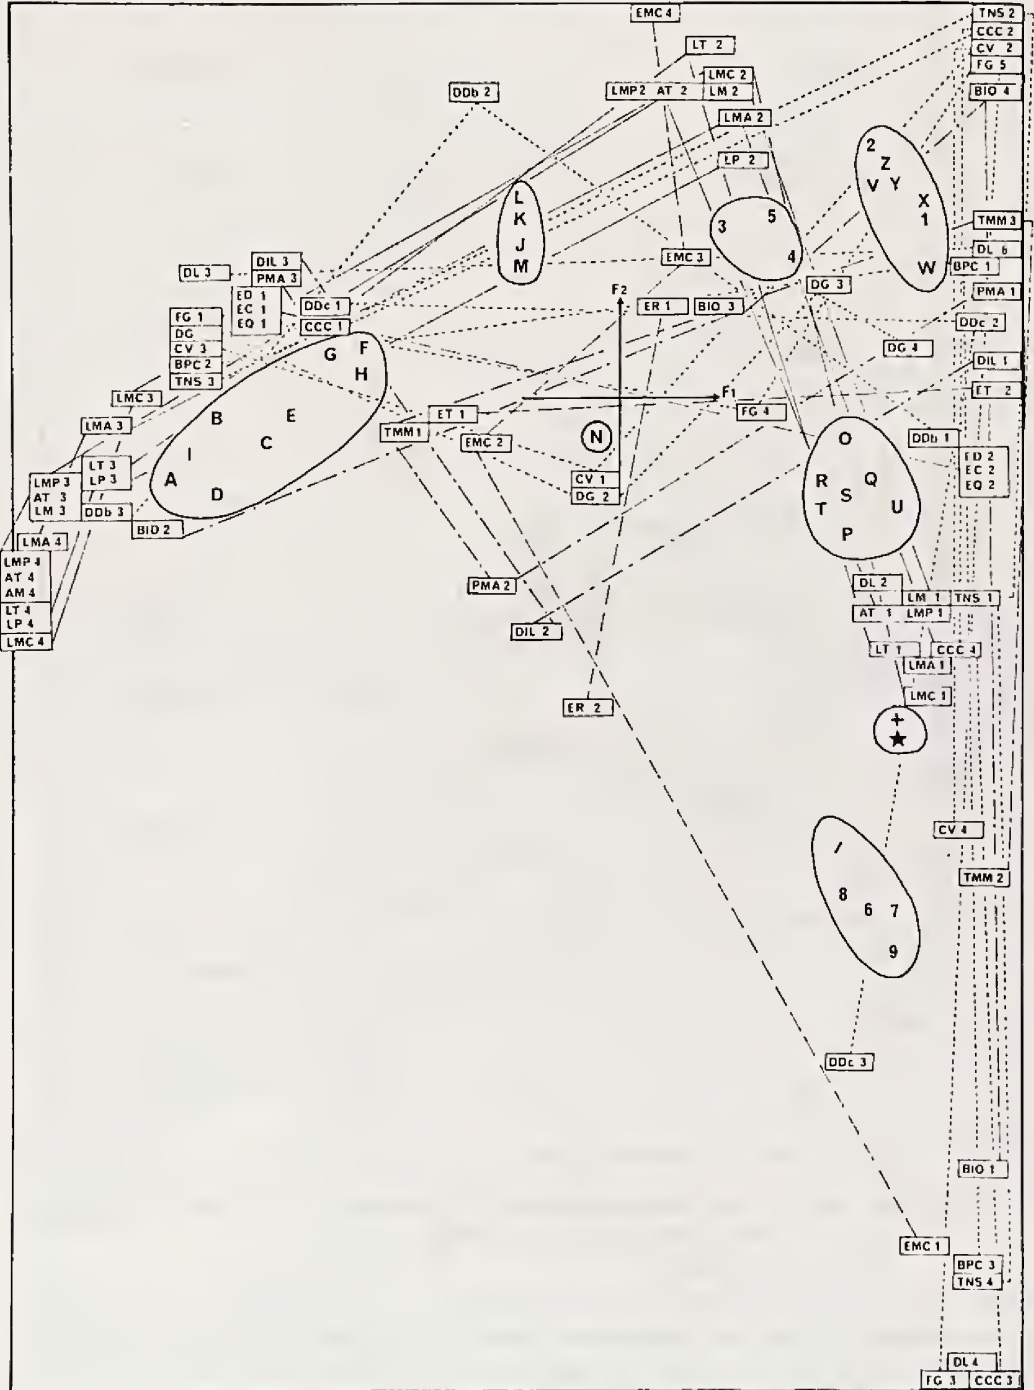 EMC 4
TNS 2
CCC 2
CV 2
FG 5
LT 2
LMC 2
DDb 2
LMP2 AT 2 LM 2
BIO 4
LMA 2
2
Z
V Y
LP 2
L
K
J
M
X
1
W
3
5
4
TMM 3
DL 6
BPC 1
DIL 3
PMA 3
DL 3
EMC 3
DG 3
PMA 1
ED 1
EC 1
EQ 1
DDc 1
CCC 1
F2
ER 1
BIO 3
DDc 2
FG 1
DG
CV 3
BPC 2
TNS 3
G F
H
DG 4
DIL 1
ET 2
LMC 3
F1
ET 1
FG 4
LMA 3
B
E
C
I
A
D
TMM1
EMC 2
N
O
R
Q
S
T
U
P
DDb 1
ED 2
EC 2
EQ 2
LT 3
LP 3
LMP 3
AT 3
LM 3
DDb 3
BIO 2
CV 1
DG 2
LMA 4
LMP 4
AT 4
AM 4
LT 4
LP 4
LMC 4
PMA 2
DL 2
LM 1 TNS 1
AT 1 LMP 1
DIL 2
LT 1 CCC 4
LMA 1
LMC 1
ER 2
+
★
CV 4
/
8
6 7
9
TMM 2
DDc 3
BIO 1
EMC 1
BPC 3
TNS 4
DL 4
FG 3 CCC 3